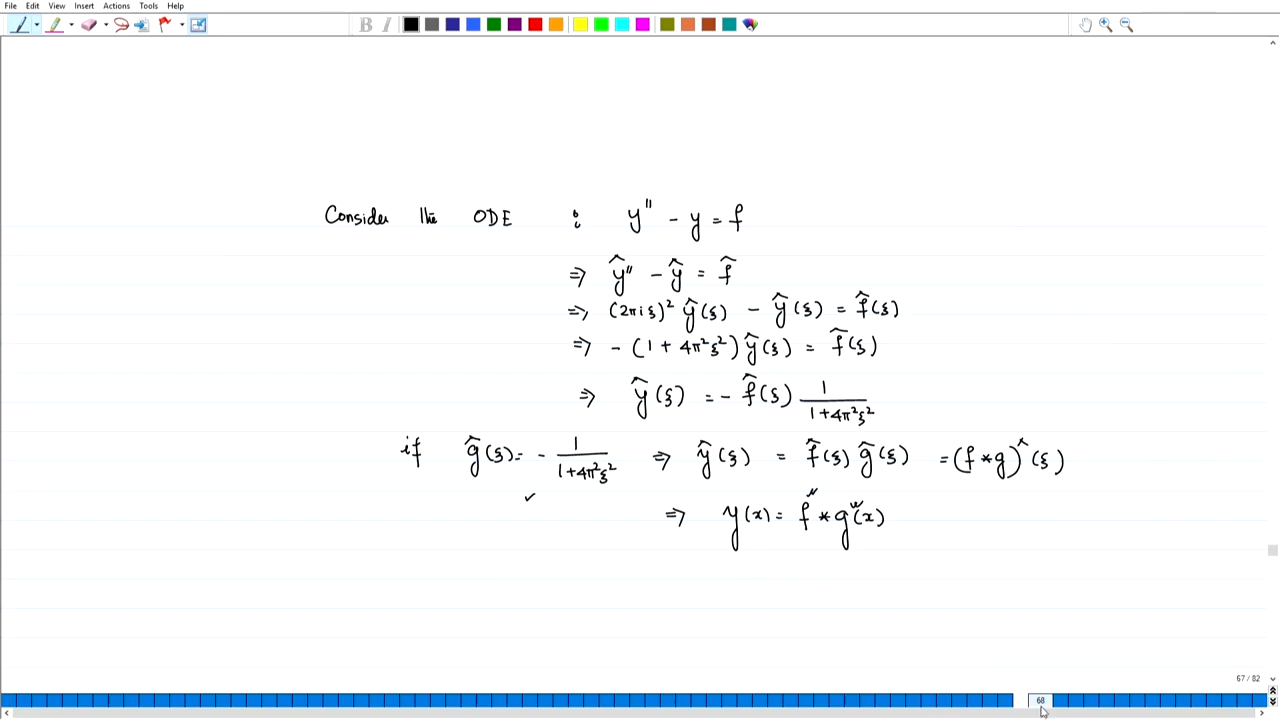 File Edit View Insert Actions Tools Help
B I
Consider the ODE : y'' - y = f
⇒ ŷ'' - ŷ = f̂
⇒ (2πiξ)² ŷ(ξ) - ŷ(ξ) = f̂(ξ)
⇒ - (1 + 4π²ξ²) ŷ(ξ) = f̂(ξ)
⇒ ŷ(ξ) = - f̂(ξ) 1/(1+4π²ξ²)
if ĝ(ξ) = - 1/(1+4π²ξ²) ⇒ ŷ(ξ) = f̂(ξ) ĝ(ξ) = (f * g)^(ξ)
⇒ y(x) = f * g(x)
67 / 82
68